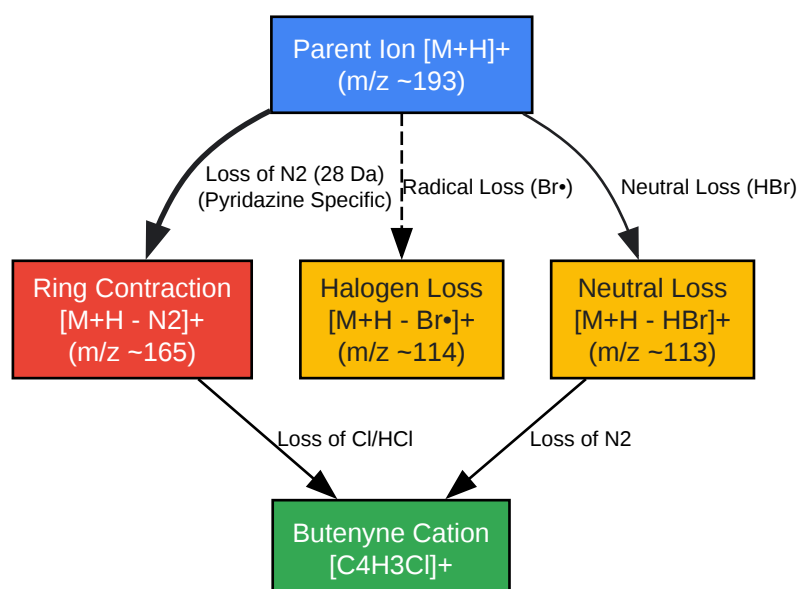 Parent Ion [M+H]+
(m/z ~193)
Loss of N2 (28 Da)
(Pyridazine Specific)
Radical Loss (Br•)
Neutral Loss (HBr)
Ring Contraction
[M+H - N2]+
(m/z ~165)
Halogen Loss
[M+H - Br•]+
(m/z ~114)
Neutral Loss
[M+H - HBr]+
(m/z ~113)
Loss of Cl/HCl
Loss of N2
Butenyne Cation
[C4H3Cl]+